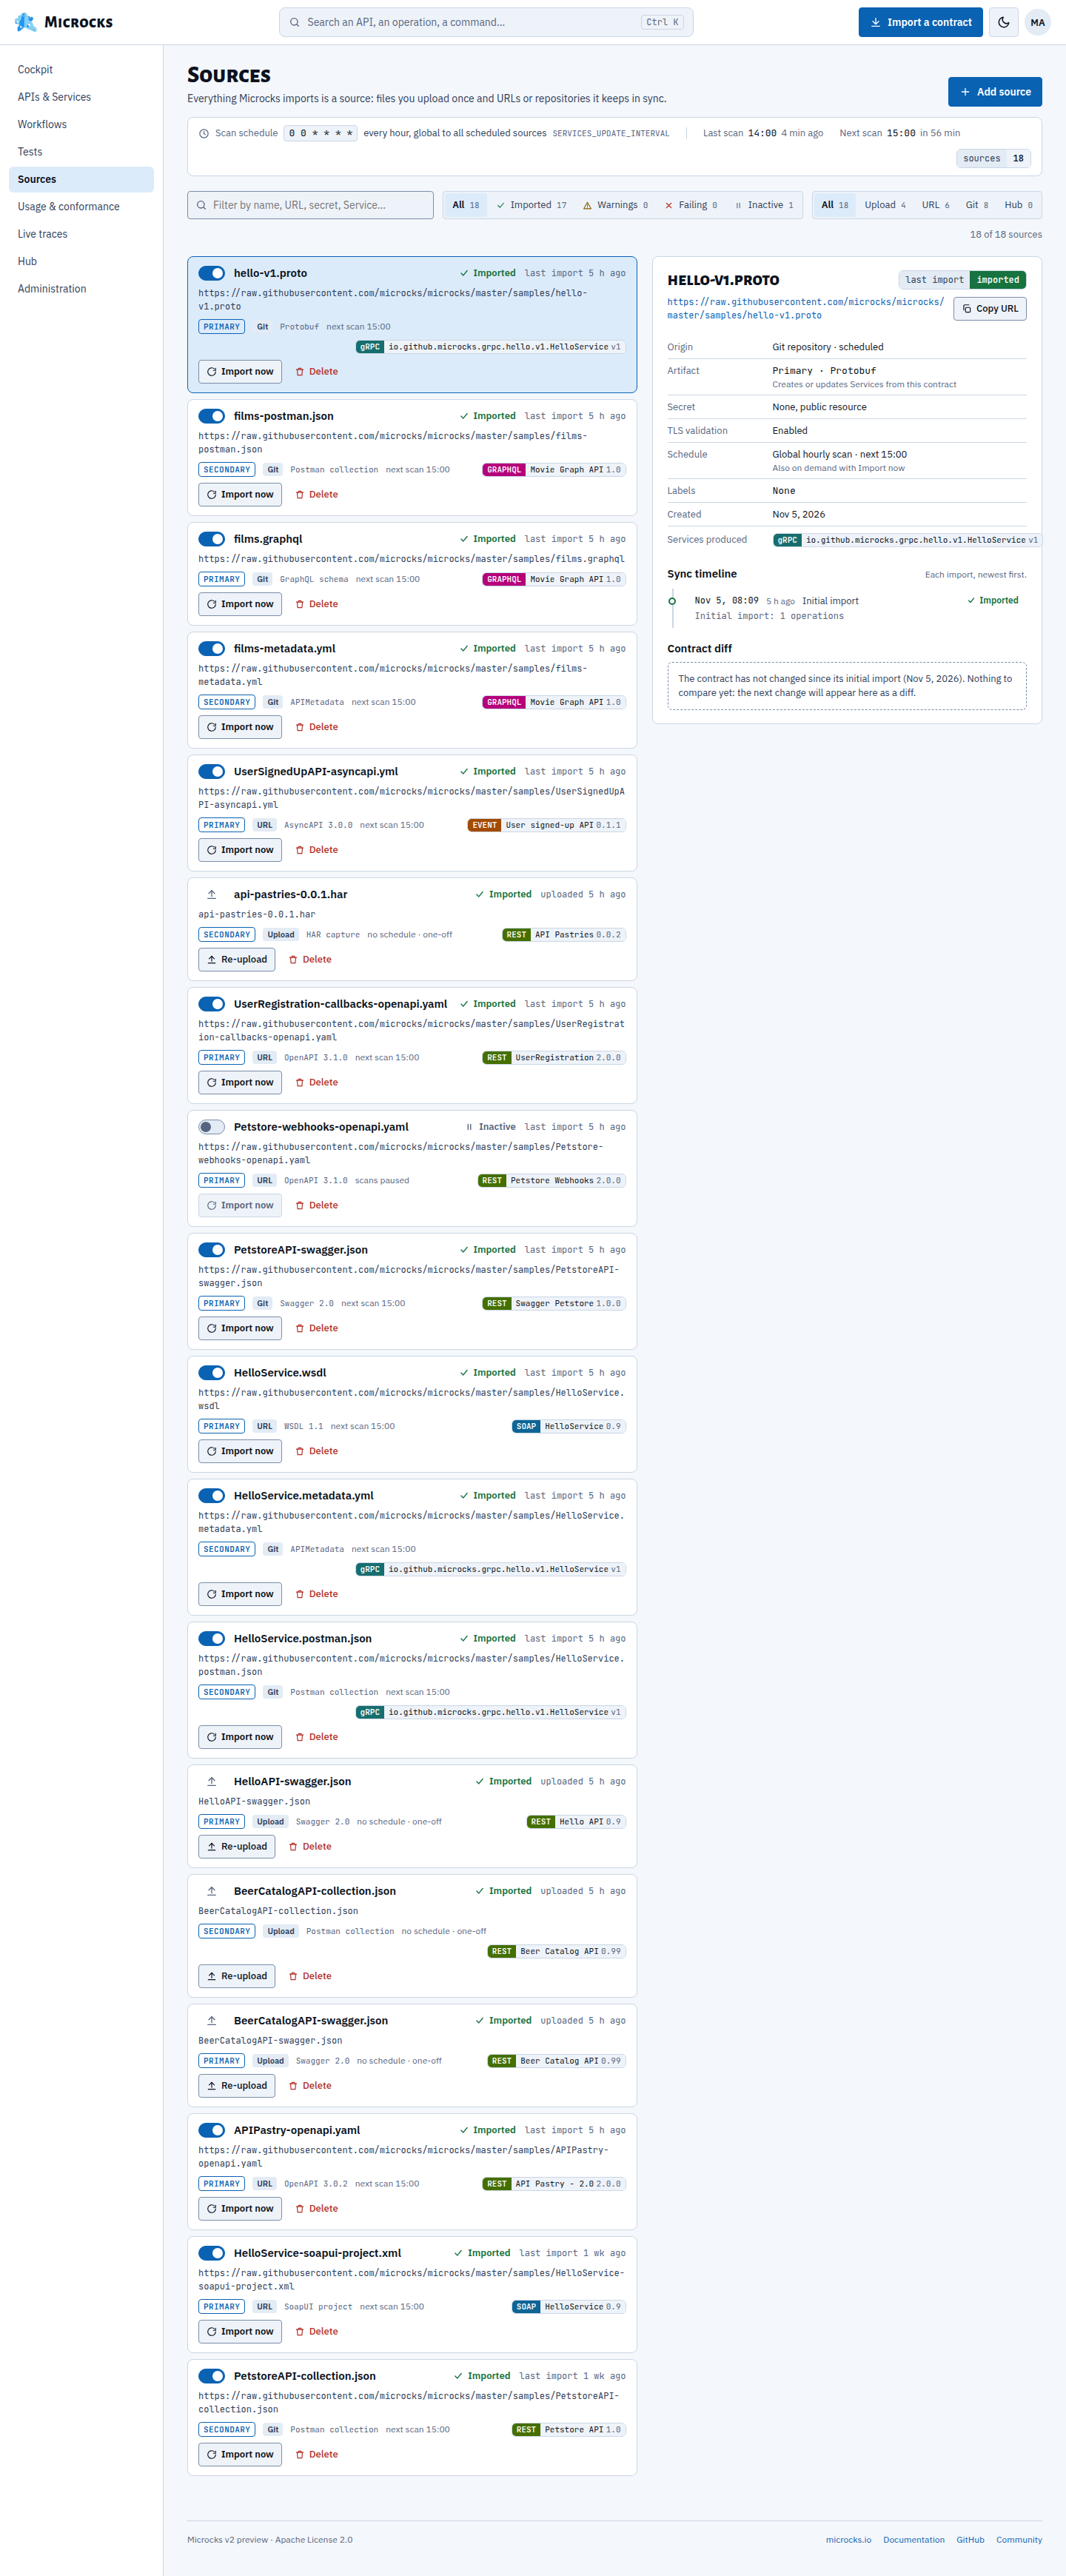 Microcks
Search an API, an operation, a command... Ctrl K
Import a contract
MA
Cockpit
APIs & Services
Workflows
Tests
Sources
Usage & conformance
Live traces
Hub
Administration
Sources
Everything Microcks imports is a source: files you upload once and URLs or repositories it keeps in sync.
Add source
Scan schedule 0 0 * * * * every hour, global to all scheduled sources SERVICES_UPDATE_INTERVAL Last scan 14:00 4 min ago Next scan 15:00 in 56 min
sources 18
Filter by name, URL, secret, Service...
All 18 Imported 17 Warnings 0 Failing 0 Inactive 1
All 18 Upload 4 URL 6 Git 8 Hub 0
18 of 18 sources
hello-v1.proto Imported last import 5 h ago
https://raw.githubusercontent.com/microcks/microcks/master/samples/hello-
v1.proto
PRIMARY Git Protobuf next scan 15:00
gRPC io.github.microcks.grpc.hello.v1.HelloService v1
Import now Delete
films-postman.json Imported last import 5 h ago
https://raw.githubusercontent.com/microcks/microcks/master/samples/films-
postman.json
SECONDARY Git Postman collection next scan 15:00 GRAPHQL Movie Graph API 1.0
Import now Delete
films.graphql Imported last import 5 h ago
https://raw.githubusercontent.com/microcks/microcks/master/samples/films.graphql
PRIMARY Git GraphQL schema next scan 15:00 GRAPHQL Movie Graph API 1.0
Import now Delete
films-metadata.yml Imported last import 5 h ago
https://raw.githubusercontent.com/microcks/microcks/master/samples/films-
metadata.yml
SECONDARY Git APIMetadata next scan 15:00 GRAPHQL Movie Graph API 1.0
Import now Delete
UserSignedUpAPI-asyncapi.yml Imported last import 5 h ago
https://raw.githubusercontent.com/microcks/microcks/master/samples/UserSignedUpA
PI-asyncapi.yml
PRIMARY URL AsyncAPI 3.0.0 next scan 15:00 EVENT User signed-up API 0.1.1
Import now Delete
api-pastries-0.0.1.har Imported uploaded 5 h ago
api-pastries-0.0.1.har
SECONDARY Upload HAR capture no schedule · one-off REST API Pastries 0.0.2
Re-upload Delete
UserRegistration-callbacks-openapi.yaml Imported last import 5 h ago
https://raw.githubusercontent.com/microcks/microcks/master/samples/UserRegistrat
ion-callbacks-openapi.yaml
PRIMARY URL OpenAPI 3.1.0 next scan 15:00 REST UserRegistration 2.0.0
Import now Delete
Petstore-webhooks-openapi.yaml Inactive last import 5 h ago
https://raw.githubusercontent.com/microcks/microcks/master/samples/Petstore-
webhooks-openapi.yaml
PRIMARY URL OpenAPI 3.1.0 scans paused REST Petstore Webhooks 2.0.0
Import now Delete
PetstoreAPI-swagger.json Imported last import 5 h ago
https://raw.githubusercontent.com/microcks/microcks/master/samples/PetstoreAPI-
swagger.json
PRIMARY Git Swagger 2.0 next scan 15:00 REST Swagger Petstore 1.0.0
Import now Delete
HelloService.wsdl Imported last import 5 h ago
https://raw.githubusercontent.com/microcks/microcks/master/samples/HelloService.
wsdl
PRIMARY URL WSDL 1.1 next scan 15:00 SOAP HelloService 0.9
Import now Delete
HelloService.metadata.yml Imported last import 5 h ago
https://raw.githubusercontent.com/microcks/microcks/master/samples/HelloService.
metadata.yml
SECONDARY Git APIMetadata next scan 15:00
gRPC io.github.microcks.grpc.hello.v1.HelloService v1
Import now Delete
HelloService.postman.json Imported last import 5 h ago
https://raw.githubusercontent.com/microcks/microcks/master/samples/HelloService.
postman.json
SECONDARY Git Postman collection next scan 15:00
gRPC io.github.microcks.grpc.hello.v1.HelloService v1
Import now Delete
HelloAPI-swagger.json Imported uploaded 5 h ago
HelloAPI-swagger.json
PRIMARY Upload Swagger 2.0 no schedule · one-off REST Hello API 0.9
Re-upload Delete
BeerCatalogAPI-collection.json Imported uploaded 5 h ago
BeerCatalogAPI-collection.json
SECONDARY Upload Postman collection no schedule · one-off
REST Beer Catalog API 0.99
Re-upload Delete
BeerCatalogAPI-swagger.json Imported uploaded 5 h ago
BeerCatalogAPI-swagger.json
PRIMARY Upload Swagger 2.0 no schedule · one-off REST Beer Catalog API 0.99
Re-upload Delete
APIPastry-openapi.yaml Imported last import 5 h ago
https://raw.githubusercontent.com/microcks/microcks/master/samples/APIPastry-
openapi.yaml
PRIMARY URL OpenAPI 3.0.2 next scan 15:00 REST API Pastry - 2.0 2.0.0
Import now Delete
HelloService-soapui-project.xml Imported last import 1 wk ago
https://raw.githubusercontent.com/microcks/microcks/master/samples/HelloService-
soapui-project.xml
PRIMARY URL SoapUI project next scan 15:00 SOAP HelloService 0.9
Import now Delete
PetstoreAPI-collection.json Imported last import 1 wk ago
https://raw.githubusercontent.com/microcks/microcks/master/samples/PetstoreAPI-
collection.json
SECONDARY Git Postman collection next scan 15:00 REST Petstore API 1.0
Import now Delete
HELLO-V1.PROTO last import imported
https://raw.githubusercontent.com/microcks/microcks/
master/samples/hello-v1.proto
Copy URL
Origin Git repository · scheduled
Artifact Primary · Protobuf
Creates or updates Services from this contract
Secret None, public resource
TLS validation Enabled
Schedule Global hourly scan · next 15:00
Also on demand with Import now
Labels None
Created Nov 5, 2026
Services produced gRPC io.github.microcks.grpc.hello.v1.HelloService v1
Sync timeline Each import, newest first.
Nov 5, 08:09 5 h ago Initial import Imported
Initial import: 1 operations
Contract diff
The contract has not changed since its initial import (Nov 5, 2026). Nothing to
compare yet: the next change will appear here as a diff.
Microcks v2 preview · Apache License 2.0
microcks.io Documentation GitHub Community